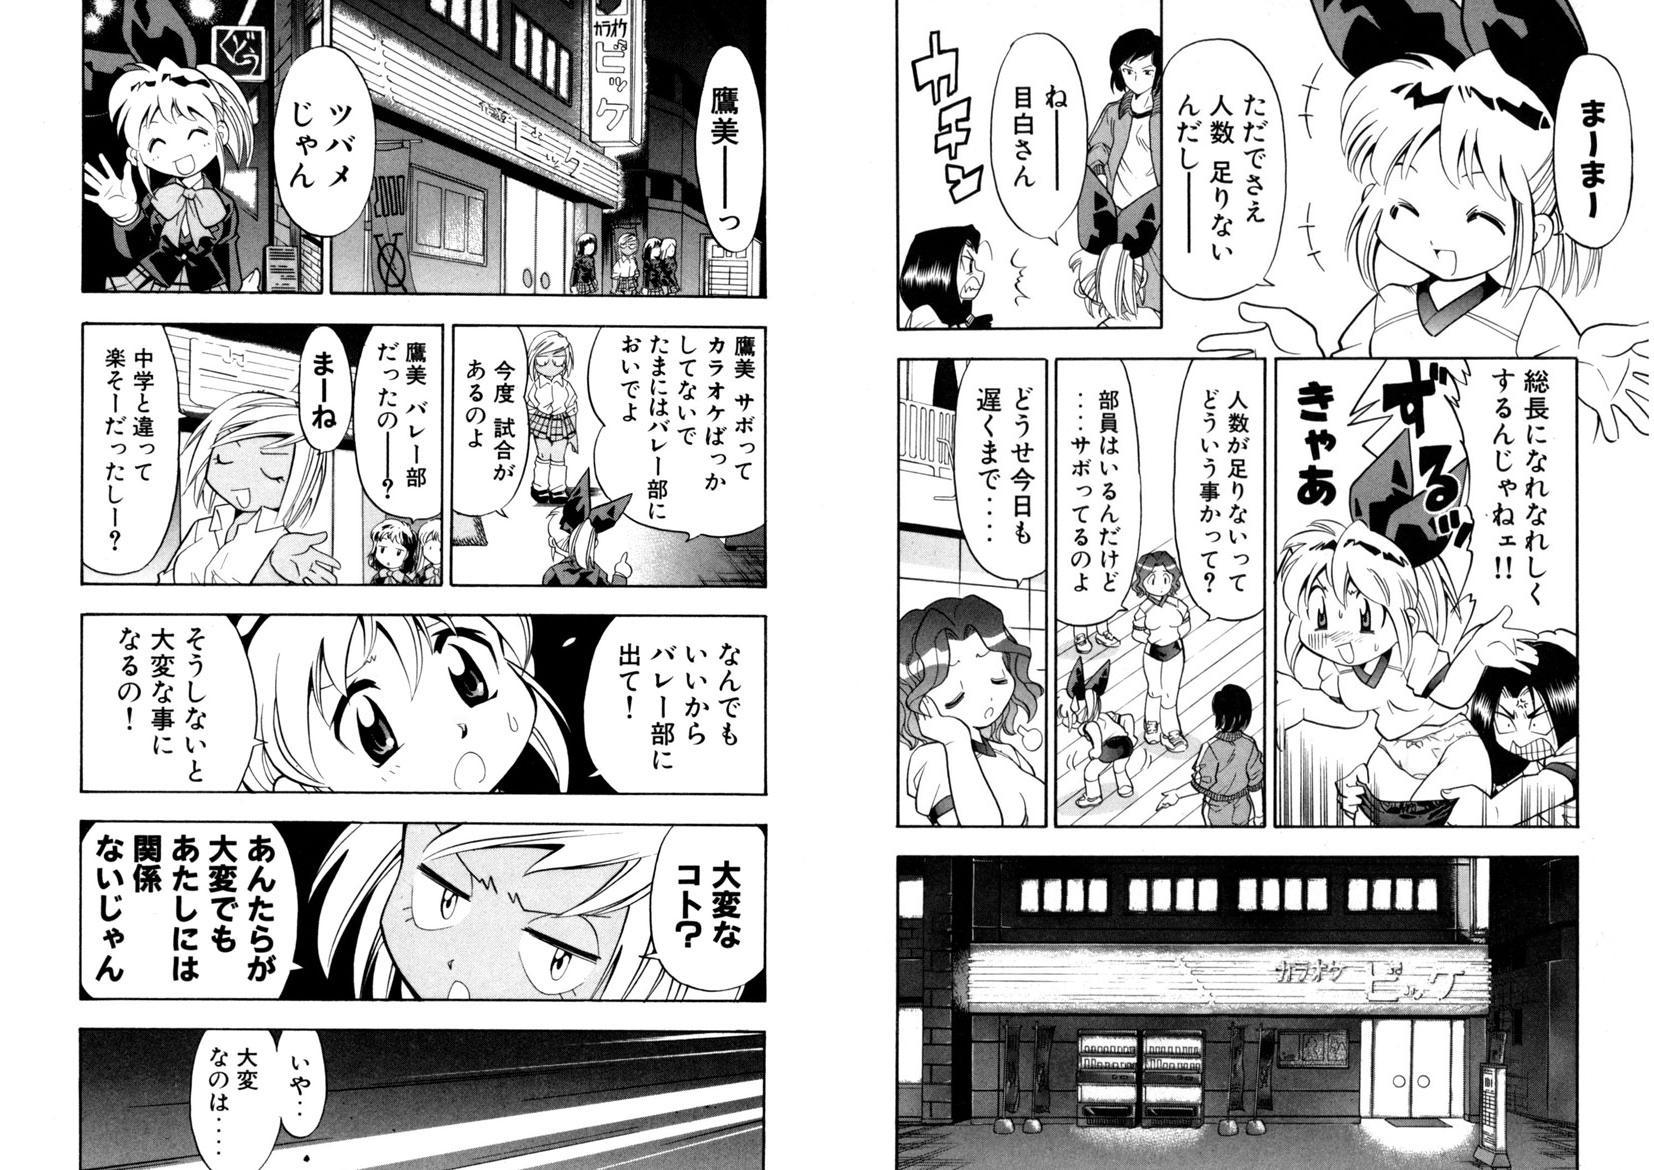 まーまー
ただでさえ
人数 足りない
んだし――
ね――
目白さん
カチン
総長になれなれしく
するんじゃねェ!!
ずるッ
きゃあ
人数が足りないって
どういう事かって?
部員はいるんだけど
‥‥サボってるのよ
どうせ今日も
遅くまで‥‥
カラオケ ビッグ
鷹美――っ
カラオケ
ビッグ
ビッグ
2000
ツバメ
じゃん
鷹美 サボって
カラオケばっか
してないで
たまにはバレー部に
おいでよ
今度 試合が
あるのよ
鷹美 バレー部
だったの――?
まーね
中学と違って
楽そーだったしー?
なんでも
いいから
バレー部に
出て!
そうしないと
大変な事に
なるの!
大変な
コト?
あんたらが
大変でも
あたしには
関係
ないじゃん
いや‥
大変
なのは‥‥